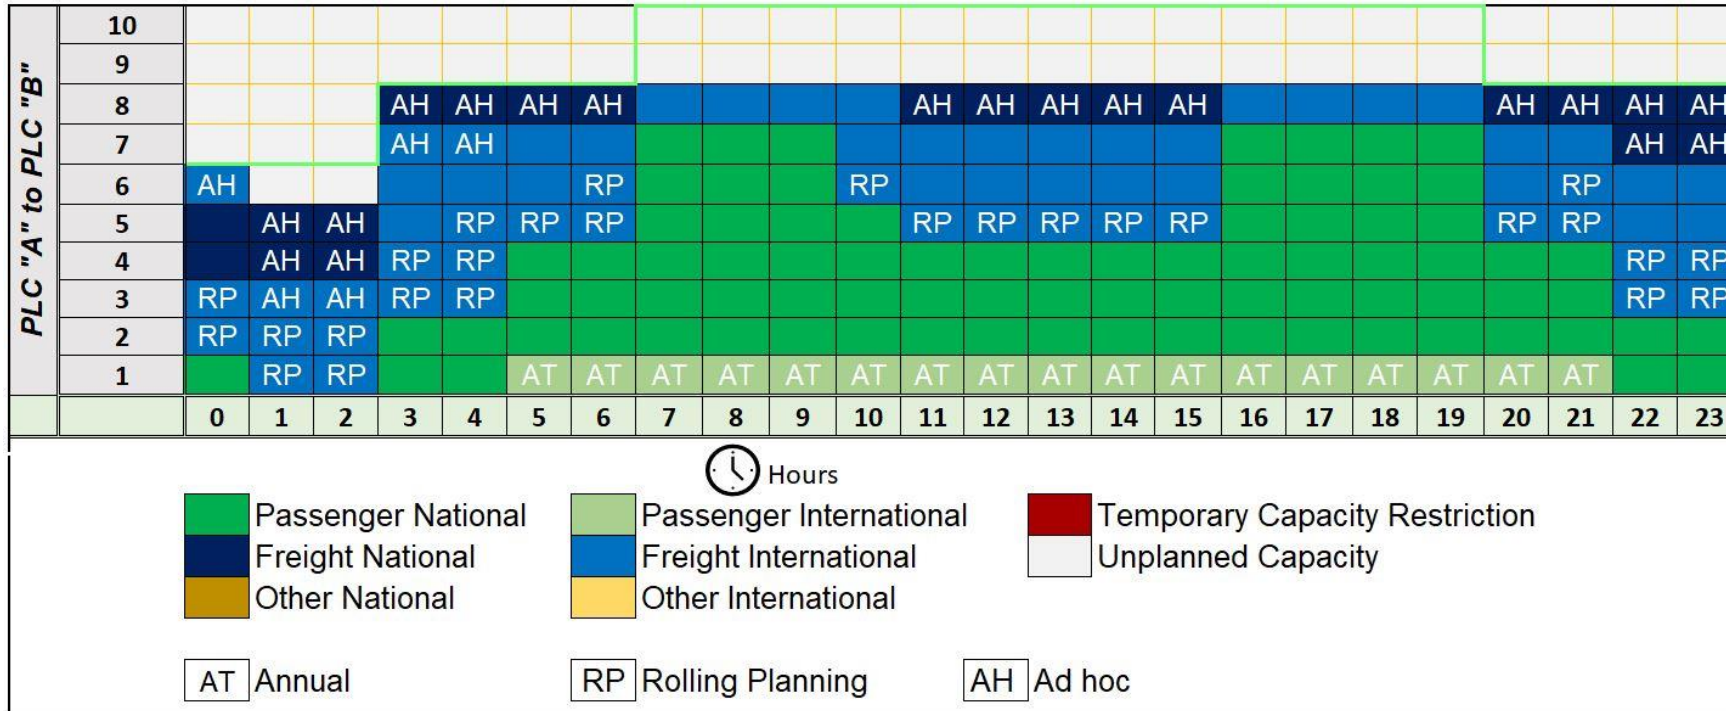 PLC "A" to PLC "B"
10
9
8 AH AH AH AH AH AH AH AH AH AH AH AH AH
7 AH AH AH AH
6 AH RP RP RP
5 AH AH RP RP RP RP RP RP RP RP RP RP
4 AH AH RP RP RP RP
3 RP AH AH RP RP RP RP
2 RP RP RP
1 RP RP AT AT AT AT AT AT AT AT AT AT AT AT AT AT AT AT AT
0 1 2 3 4 5 6 7 8 9 10 11 12 13 14 15 16 17 18 19 20 21 22 23
Hours
Passenger National Passenger International Temporary Capacity Restriction
Freight National Freight International Unplanned Capacity
Other National Other International
AT Annual RP Rolling Planning AH Ad hoc